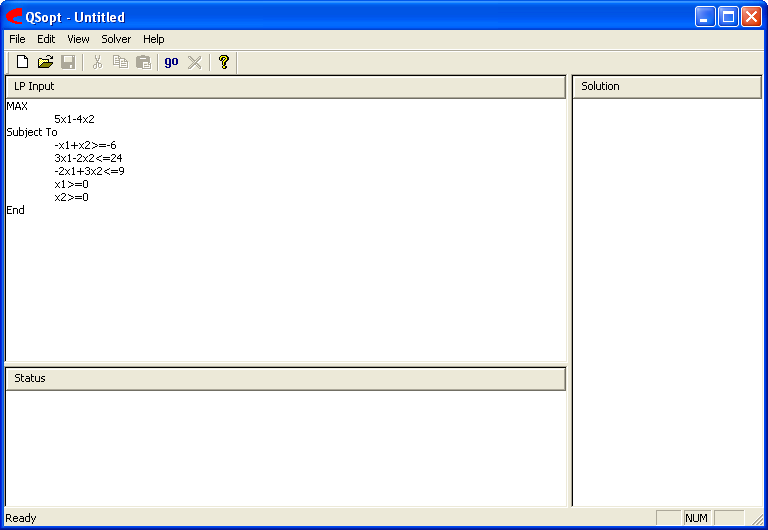 QSopt - Untitled
File Edit View Solver Help
go
LP Input
MAX
5x1-4x2
Subject To
-x1+x2>=-6
3x1-2x2<=24
-2x1+3x2<=9
x1>=0
x2>=0
End
Solution
Status
Ready
NUM